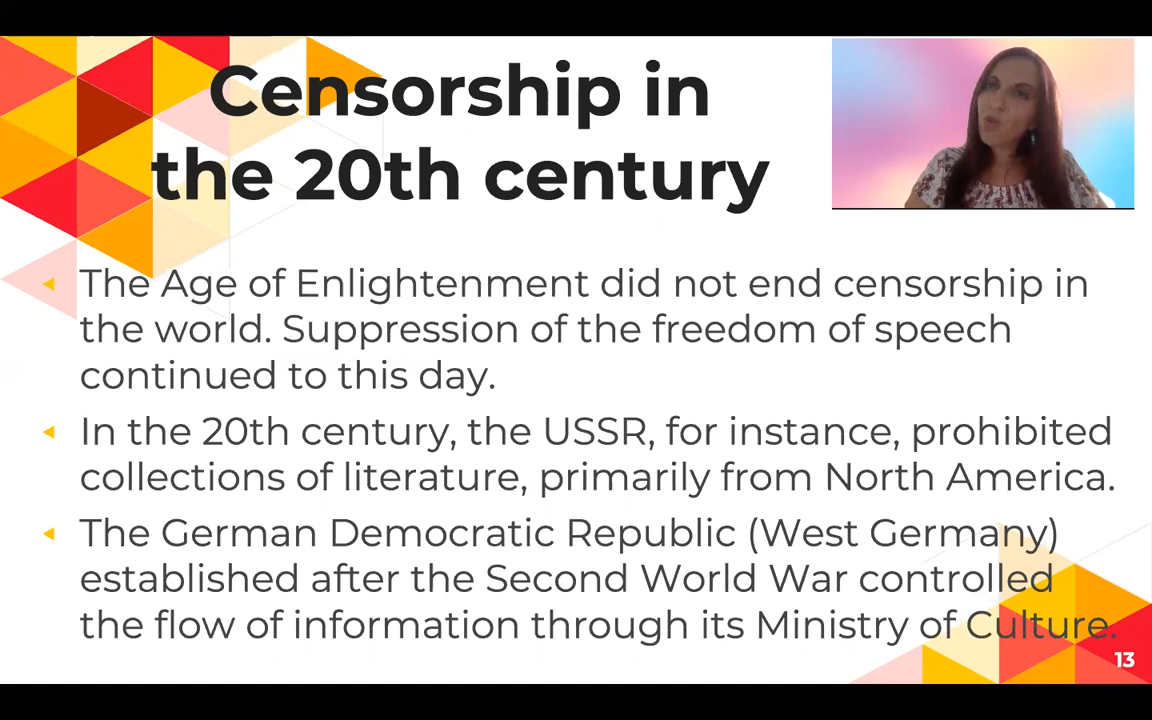 Censorship in
the 20th century
The Age of Enlightenment did not end censorship in
the world. Suppression of the freedom of speech
continued to this day.
In the 20th century, the USSR, for instance, prohibited
collections of literature, primarily from North America.
The German Democratic Republic (West Germany)
established after the Second World War controlled
the flow of information through its Ministry of Culture.
13